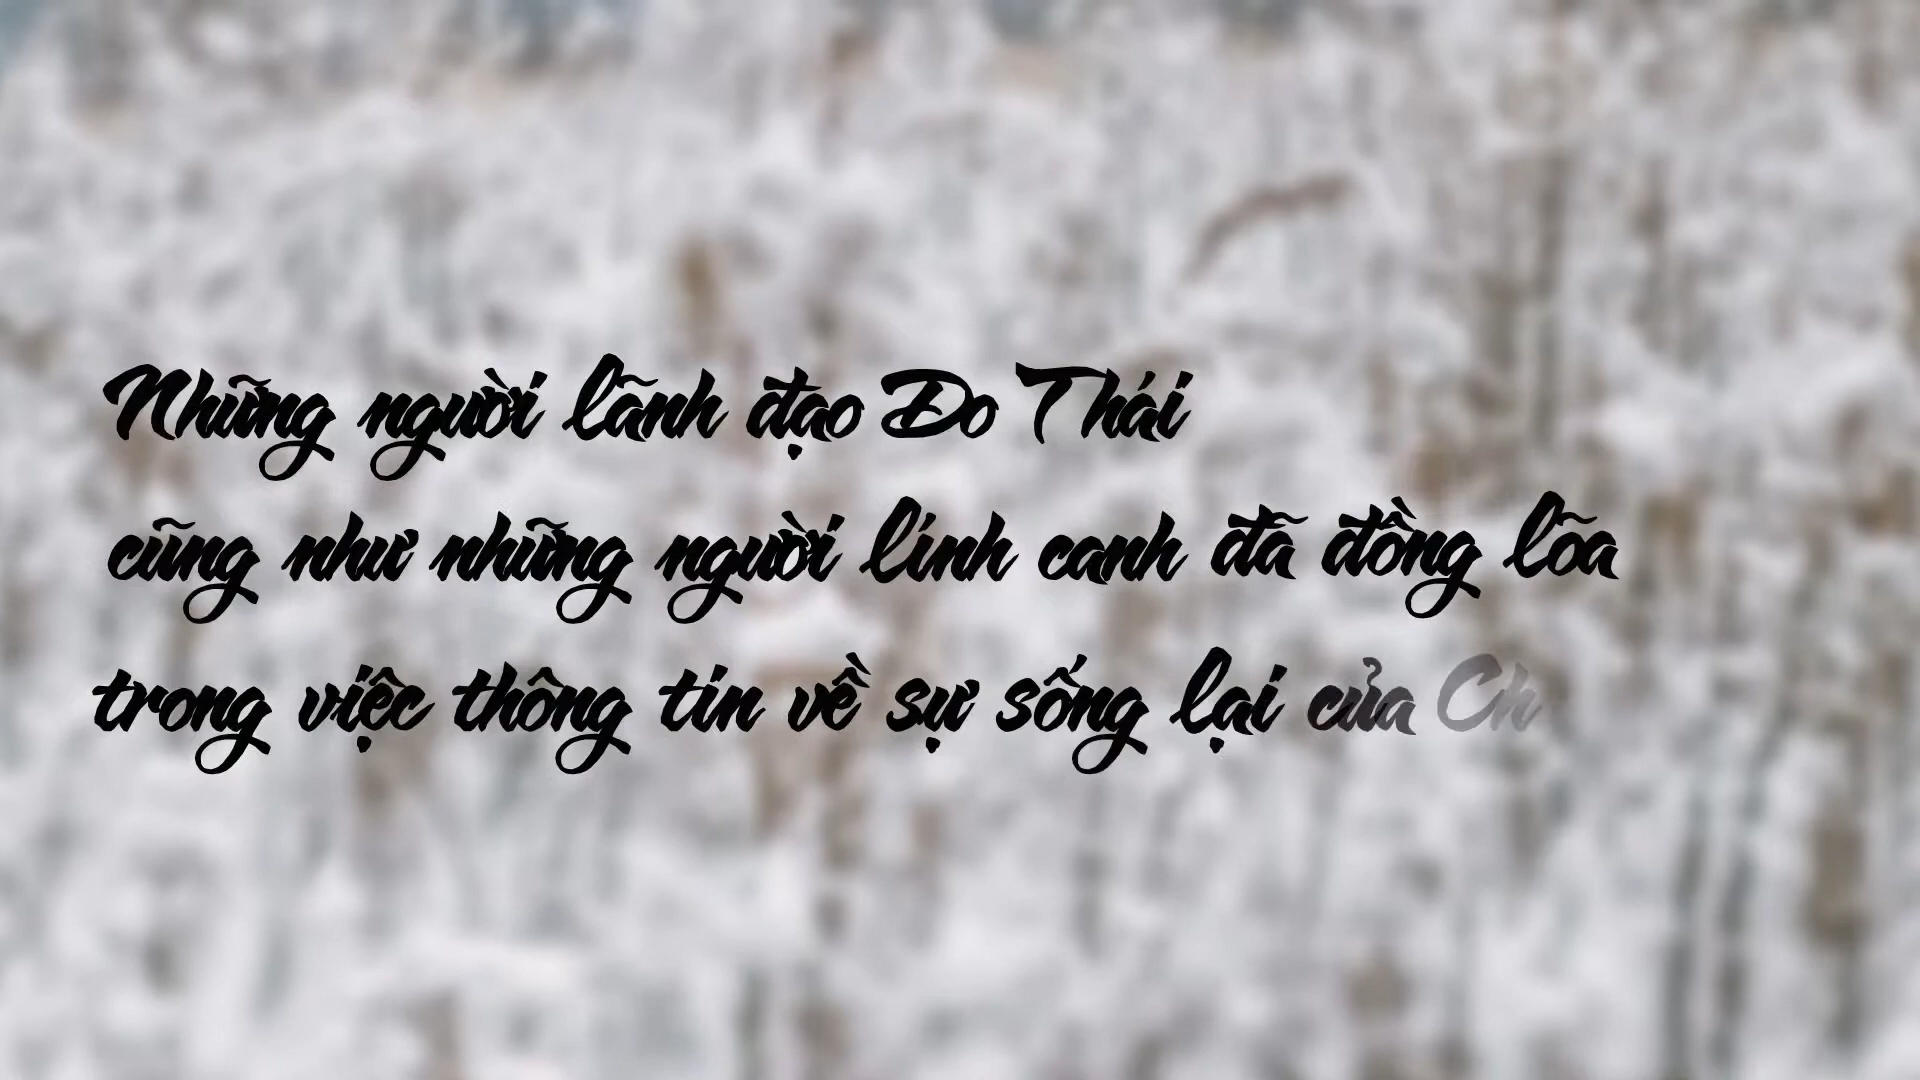 Những người lãnh đạo Do Thái
cũng như những người lính canh đã đồng lõa
trong việc thông tin về sự sống lại của Ch